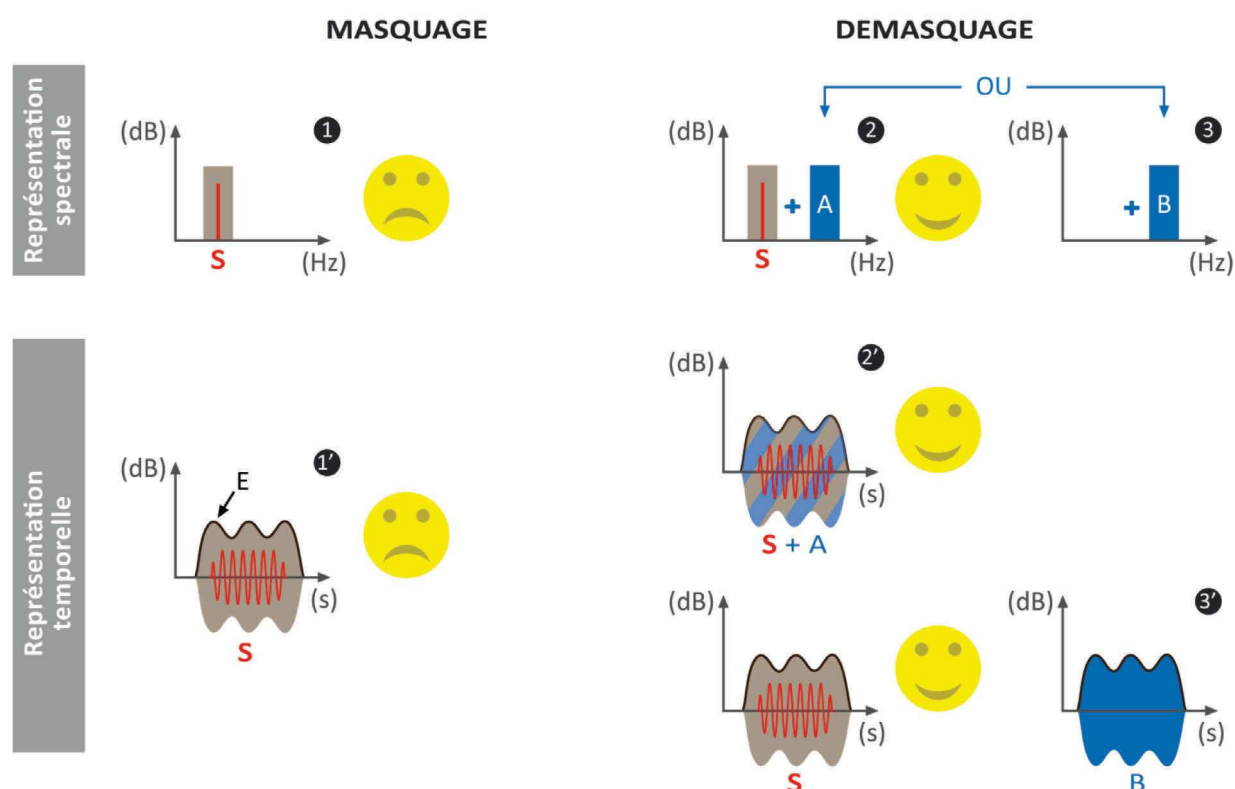 MASQUAGE
DEMASQUAGE
Représentation
spectrale
OU
(dB)
1
S
(Hz)
(dB)
2
+
A
S
(Hz)
(dB)
3
+
B
(Hz)
Représentation
temporelle
(dB)
1’
E
(s)
S
(dB)
2’
(s)
S + A
(dB)
(s)
S
(dB)
3’
(s)
B